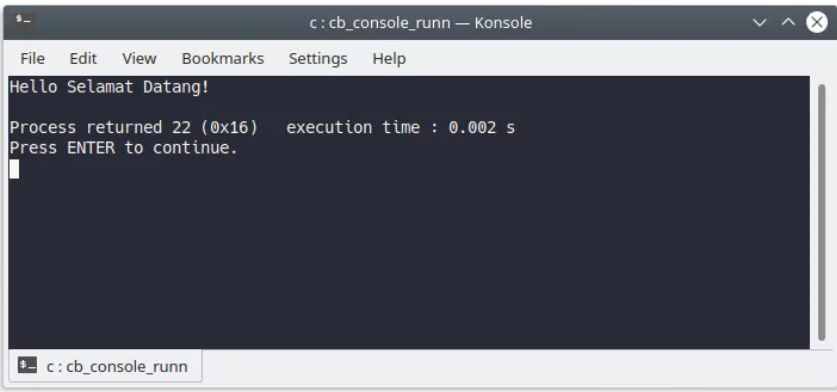 c : cb_console_runn — Konsole
File Edit View Bookmarks Settings Help
Hello Selamat Datang!
Process returned 22 (0x16) execution time : 0.002 s
Press ENTER to continue.
c : cb_console_runn